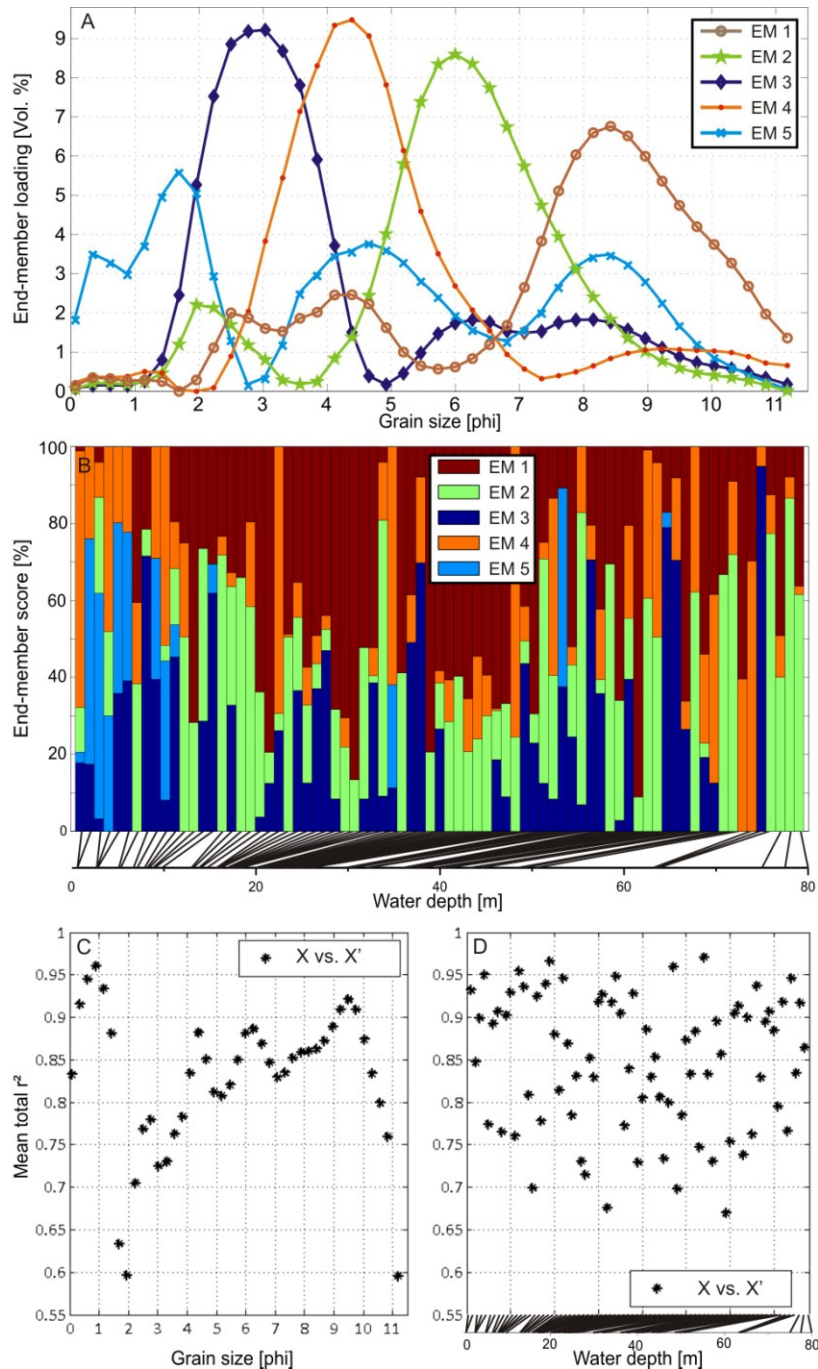 A
End-member loading [Vol. %]
9
8
7
6
5
4
3
2
1
0
EM 1
EM 2
EM 3
EM 4
EM 5
0 1 2 3 4 5 6 7 8 9 10 11
Grain size [phi]
B
End-member score [%]
100
80
60
40
20
0
EM 1
EM 2
EM 3
EM 4
EM 5
0 20 40 60 80
Water depth [m]
C
Mean total r²
1
0.95
0.9
0.85
0.8
0.75
0.7
0.65
0.6
0.55
X vs. X'
0 1 2 3 4 5 6 7 8 9 10 11
Grain size [phi]
D
1
0.95
0.9
0.85
0.8
0.75
0.7
0.65
0.6
0.55
X vs. X'
0 20 40 60 80
Water depth [m]